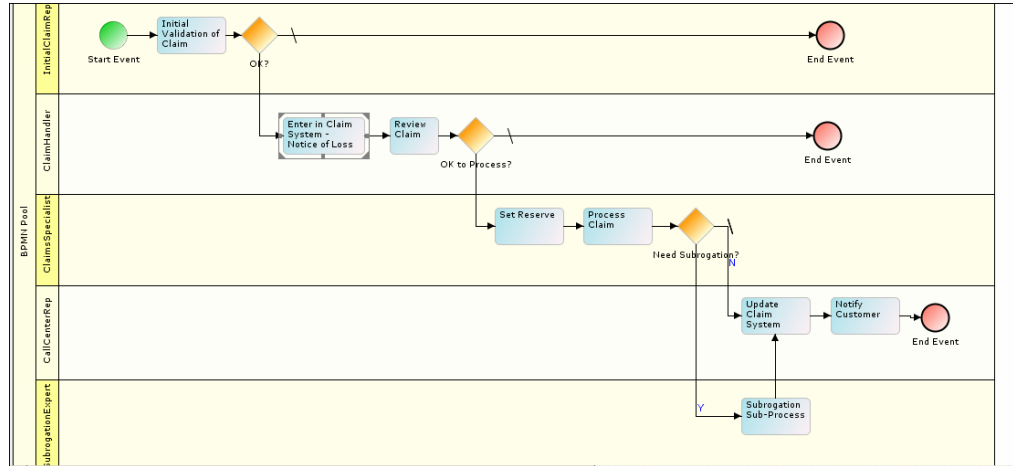 BPMN Pool
InitialClaimRep
Start Event
Initial
Validation of
Claim
OK?
End Event
ClaimHandler
Enter in Claim
System -
Notice of Loss
Review
Claim
OK to Process?
End Event
ClaimsSpecialist
Set Reserve
Process
Claim
Need Subrogation?
N
CallCenterRep
Update
Claim
System
Notify
Customer
End Event
SubrogationExpert
Y
Subrogation
Sub-Process